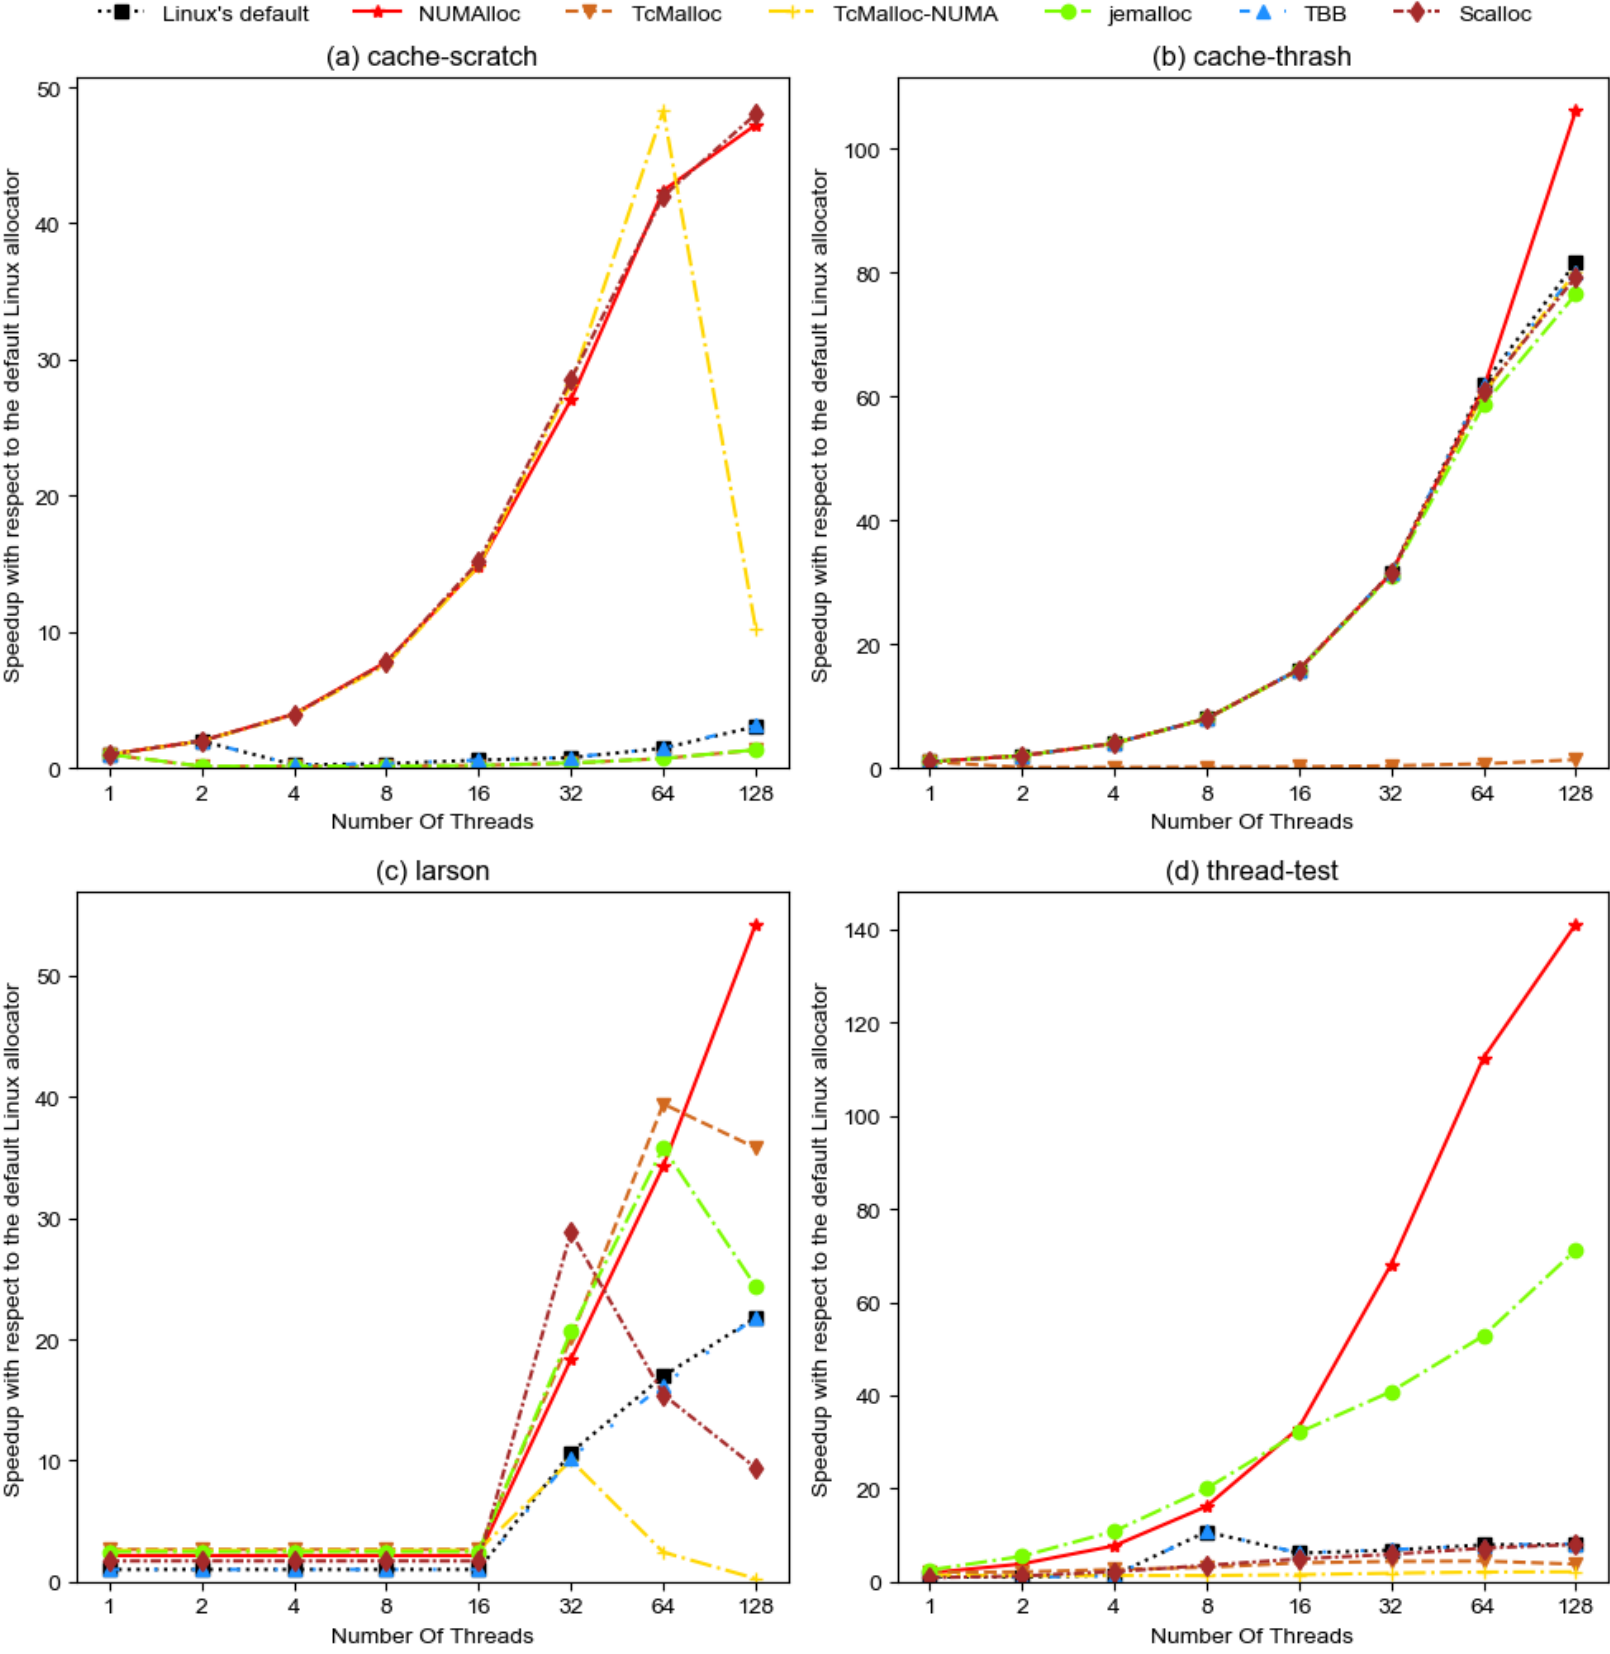 Linux's default NUMAlloc TcMalloc TcMalloc-NUMA jemalloc TBB Scalloc
(a) cache-scratch
Speedup with respect to the default Linux allocator
50
40
30
20
10
0
1 2 4 8 16 32 64 128
Number Of Threads
(b) cache-thrash
Speedup with respect to the default Linux allocator
100
80
60
40
20
0
1 2 4 8 16 32 64 128
Number Of Threads
(c) larson
Speedup with respect to the default Linux allocator
50
40
30
20
10
0
1 2 4 8 16 32 64 128
Number Of Threads
(d) thread-test
Speedup with respect to the default Linux allocator
140
120
100
80
60
40
20
0
1 2 4 8 16 32 64 128
Number Of Threads